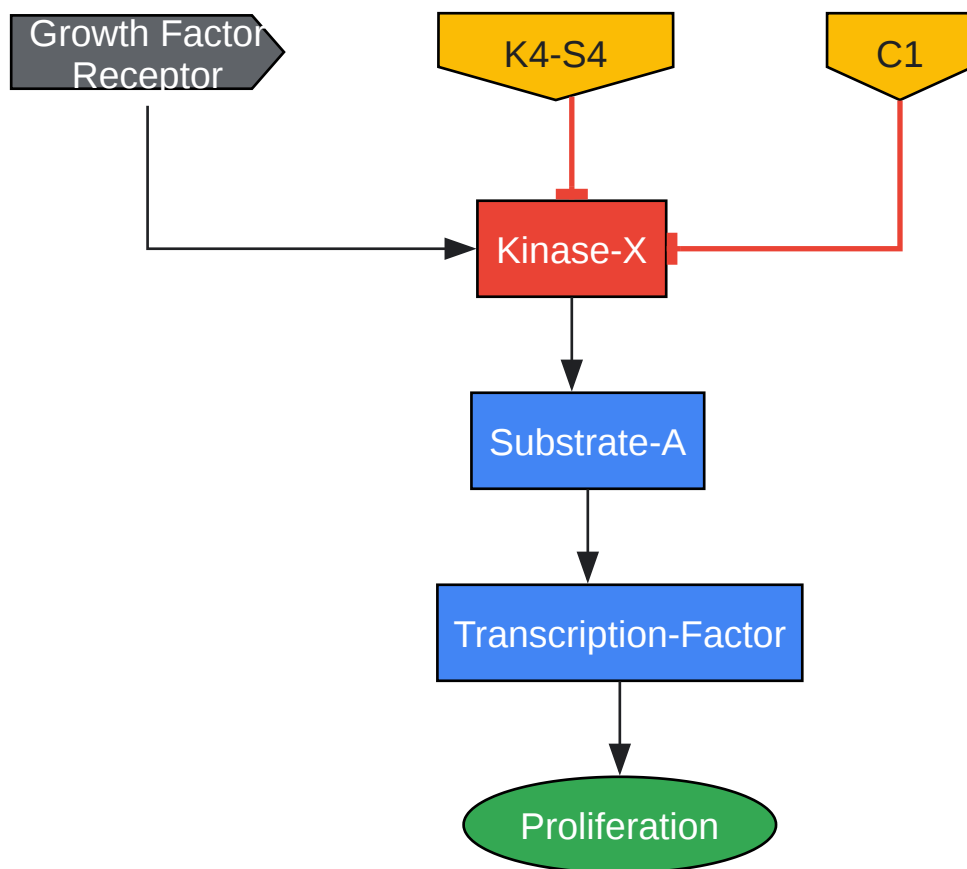 Growth Factor
Receptor
K4-S4
C1
Kinase-X
Substrate-A
Transcription-Factor
Proliferation